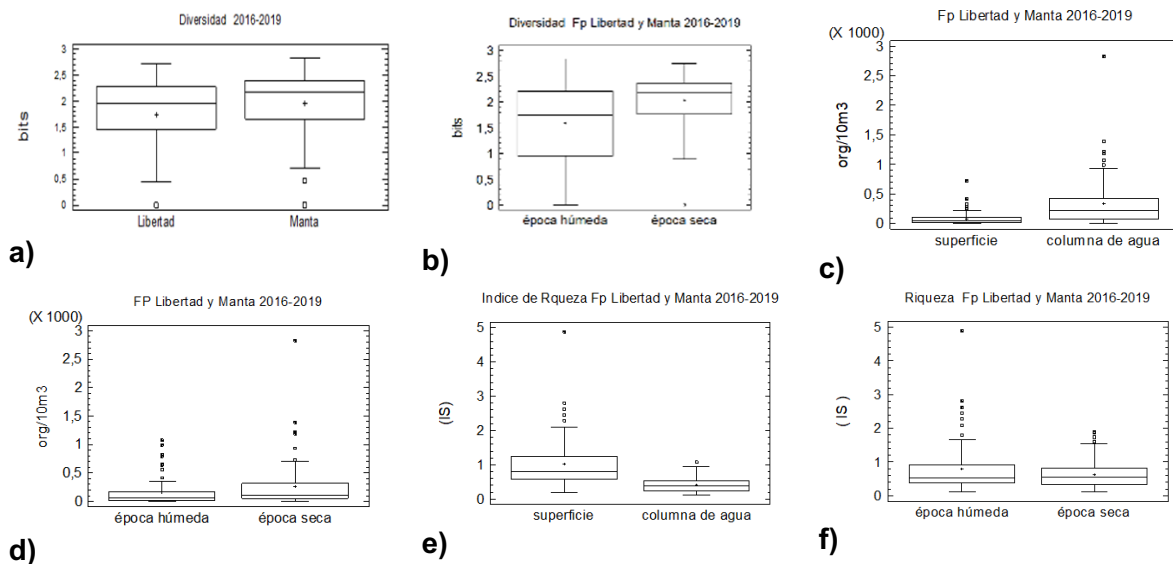 Diversidad 2016-2019
3
2,5
2
1,5
1
0,5
0
bits
Libertad Manta
a)
Diversidad Fp Libertad y Manta 2016-2019
3
2,5
2
1,5
1
0,5
0
bits
época húmeda época seca
b)
Fp Libertad y Manta 2016-2019
(X 1000)
3
2,5
2
1,5
1
0,5
0
org/10m3
superficie columna de agua
c)
FP Libertad y Manta 2016-2019
(X 1000)
3
2,5
2
1,5
1
0,5
0
org/10m3
época húmeda época seca
d)
Indice de Rqueza Fp Libertad y Manta 2016-2019
5
4
3
2
1
0
(IS)
superficie columna de agua
e)
Riqueza Fp Libertad y Manta 2016-2019
5
4
3
2
1
0
( IS )
época húmeda época seca
f)